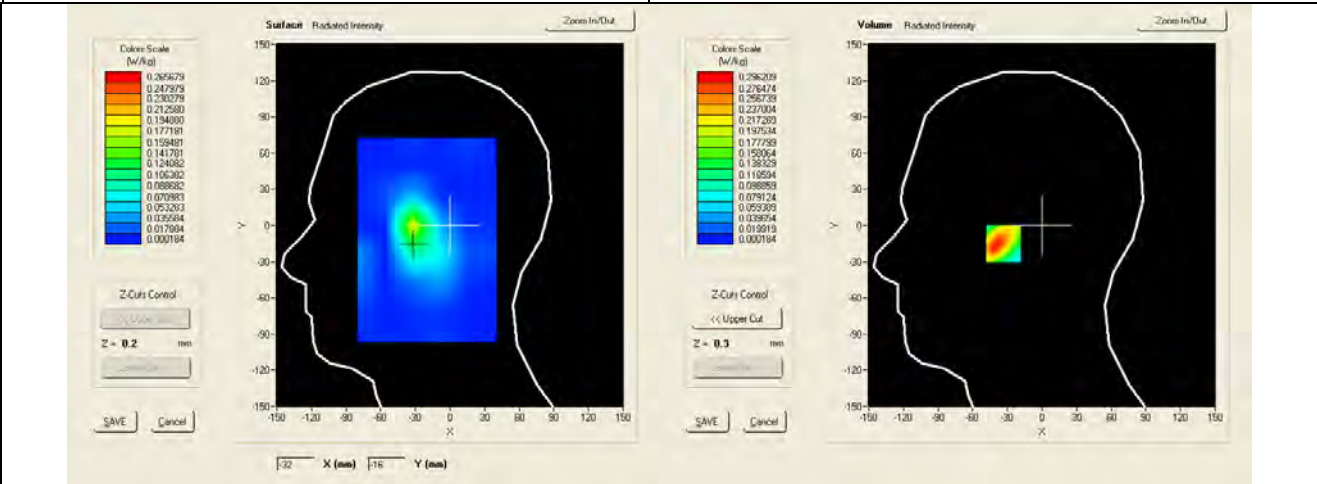 Surface Radiated Intensity
Zoom In/Out
Colors Scale
(W/kg)
0.265679
0.247979
0.230279
0.212580
0.194880
0.177181
0.159481
0.141781
0.124082
0.106382
0.088682
0.070983
0.053283
0.035584
0.017884
0.000184
Z-Cuts Control
Z = 0.2 mm
SAVE Cancel
150
120
90
60
30
0
-30
-60
-90
-120
-150
Y
-150 -120 -90 -60 -30 0 30 60 90 120 150
X
-32 X (mm) -16 Y (mm)
Volume Radiated Intensity
Zoom In/Out
Colors Scale
(W/kg)
0.296209
0.276474
0.256739
0.237004
0.217269
0.197534
0.177799
0.158064
0.138329
0.118594
0.098859
0.079124
0.059389
0.039654
0.019919
0.000184
Z-Cuts Control
<< Upper Cut
Z = 0.3 mm
SAVE Cancel
150
120
90
60
30
0
-30
-60
-90
-120
-150
Y
-150 -120 -90 -60 -30 0 30 60 90 120 150
X